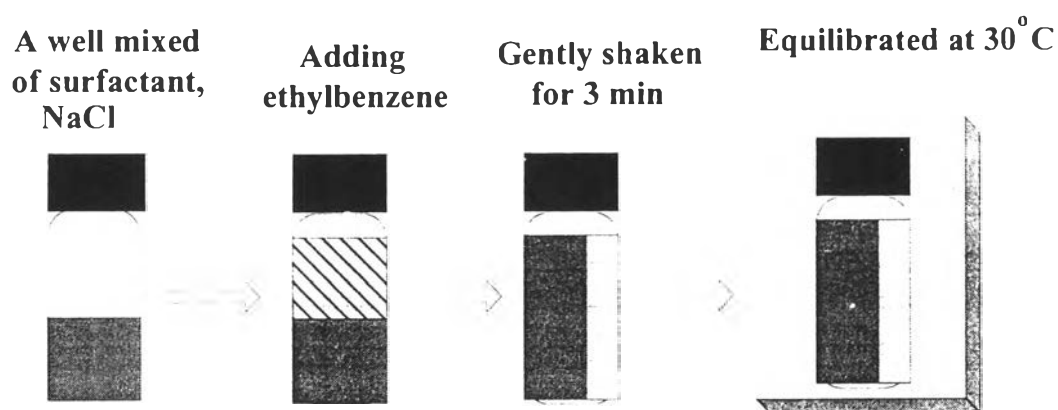 A well mixed
of surfactant,
NaCl
Adding
ethylbenzene
Gently shaken
for 3 min
Equilibrated at 30°C